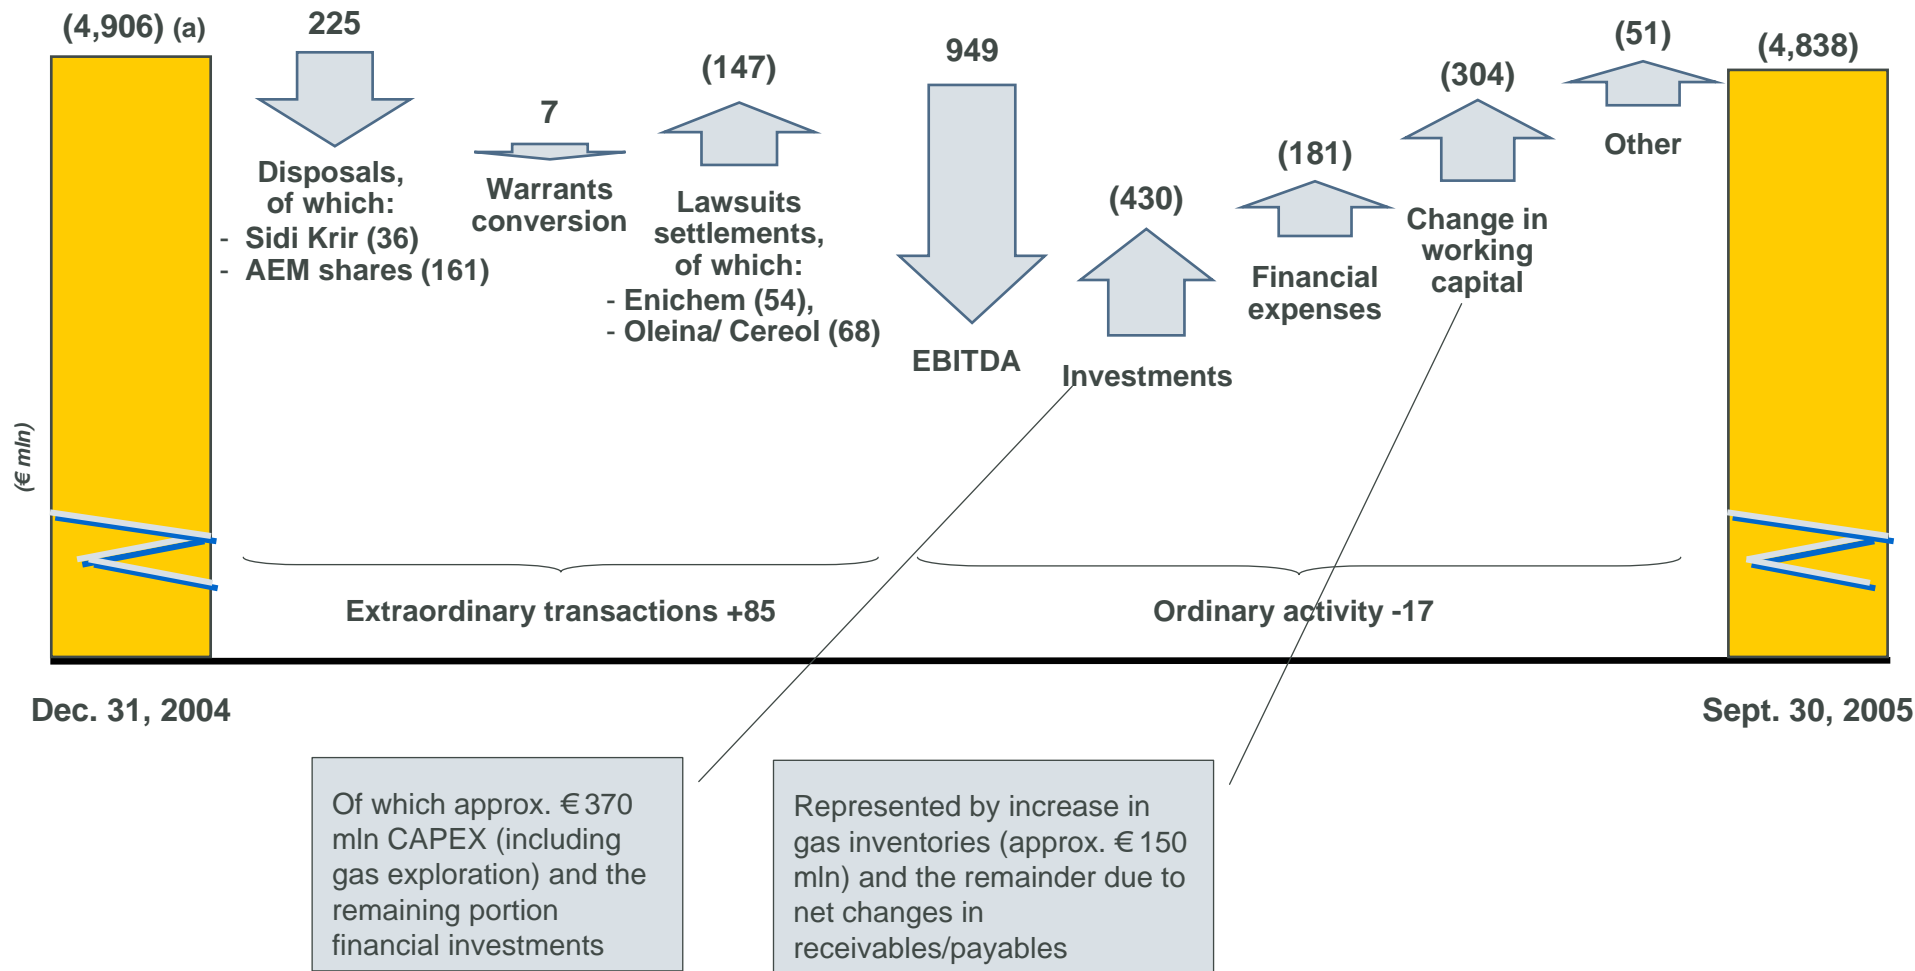 (4,906) (a)
225
Disposals,
of which:
- Sidi Krir (36)
- AEM shares (161)
7
Warrants
conversion
(147)
Lawsuits
settlements,
of which:
- Enichem (54),
- Oleina/ Cereol (68)
949
EBITDA
(430)
Investments
(181)
Financial
expenses
(304)
Change in
working
capital
(51)
Other
(4,838)
(€ mln)
Extraordinary transactions +85
Ordinary activity -17
Dec. 31, 2004
Sept. 30, 2005
Of which approx. € 370
mln CAPEX (including
gas exploration) and the
remaining portion
financial investments
Represented by increase in
gas inventories (approx. € 150
mln) and the remainder due to
net changes in
receivables/payables